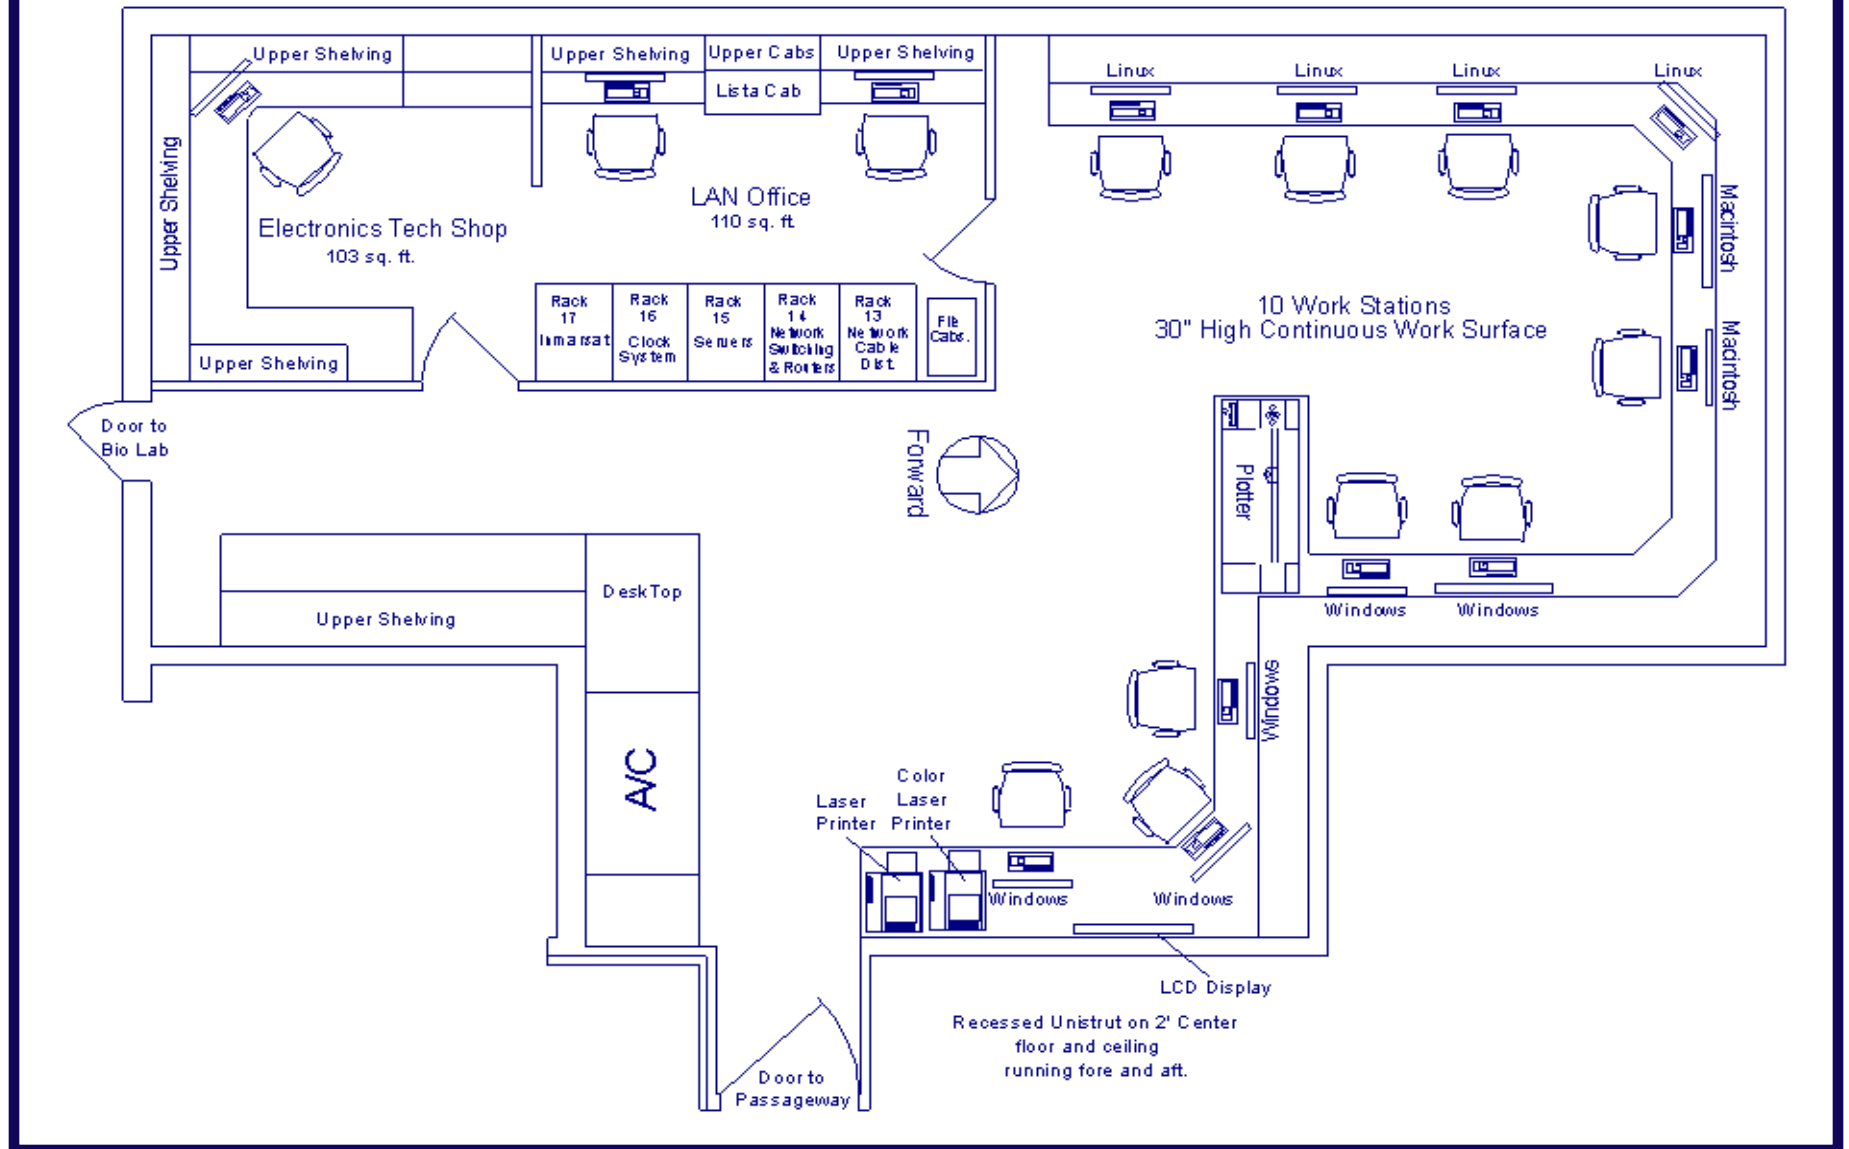 Upper Shelving
Upper Shelving
Upper Cabs
Upper Shelving
Lista Cab
Linux
Linux
Linux
Linux
Upper Shelving
LAN Office
110 sq. ft.
Electronics Tech Shop
103 sq. ft.
Macintosh
Macintosh
10 Work Stations
30" High Continuous Work Surface
Rack
17
Inmarsat
Rack
16
Clock
System
Rack
15
Servers
Rack
14
Network
Switching
& Routers
Rack
13
Network
Cable
Dist.
File
Cabs.
Upper Shelving
Door to
Bio Lab
Forward
Plotter
Desk Top
Upper Shelving
Windows
Windows
Windows
A/C
Color
Laser
Printer
Laser
Printer
Windows
Windows
LCD Display
Recessed Unistrut on 2' Center
floor and ceiling
running fore and aft.
Door to
Passageway